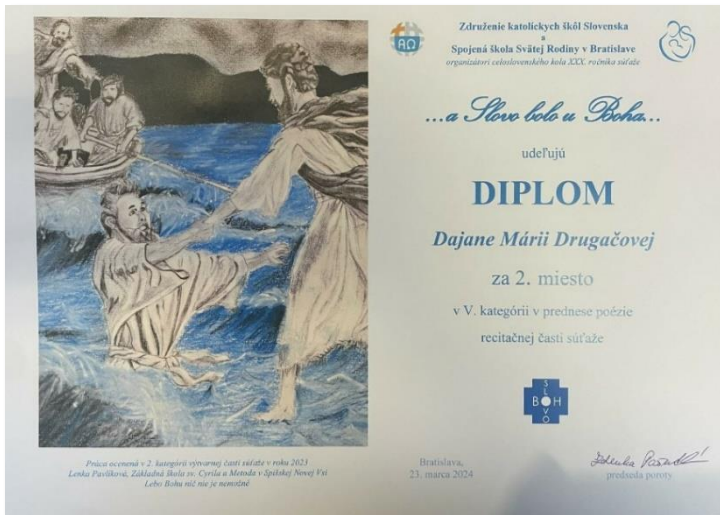 Združenie katolíckych škôl Slovenska
a
Spojená škola Svätej Rodiny v Bratislave
organizátori celoslovenského kola XXX. ročníka súťaže
ΑΩ
...a Slovo bolo u Boha...
udeľujú
DIPLOM
Dajane Márii Drugačovej
za 2. miesto
v V. kategórii v prednese poézie
recitačnej časti súťaže
SLOVO
BOH
Práca ocenená v 2. kategórii výtvarnej časti súťaže v roku 2023
Lenka Pavlíková, Základná škola sv. Cyrila a Metoda v Spišskej Novej Vsi
Lebo Bohu nič nie je nemožné
Bratislava,
23. marca 2024
predseda poroty